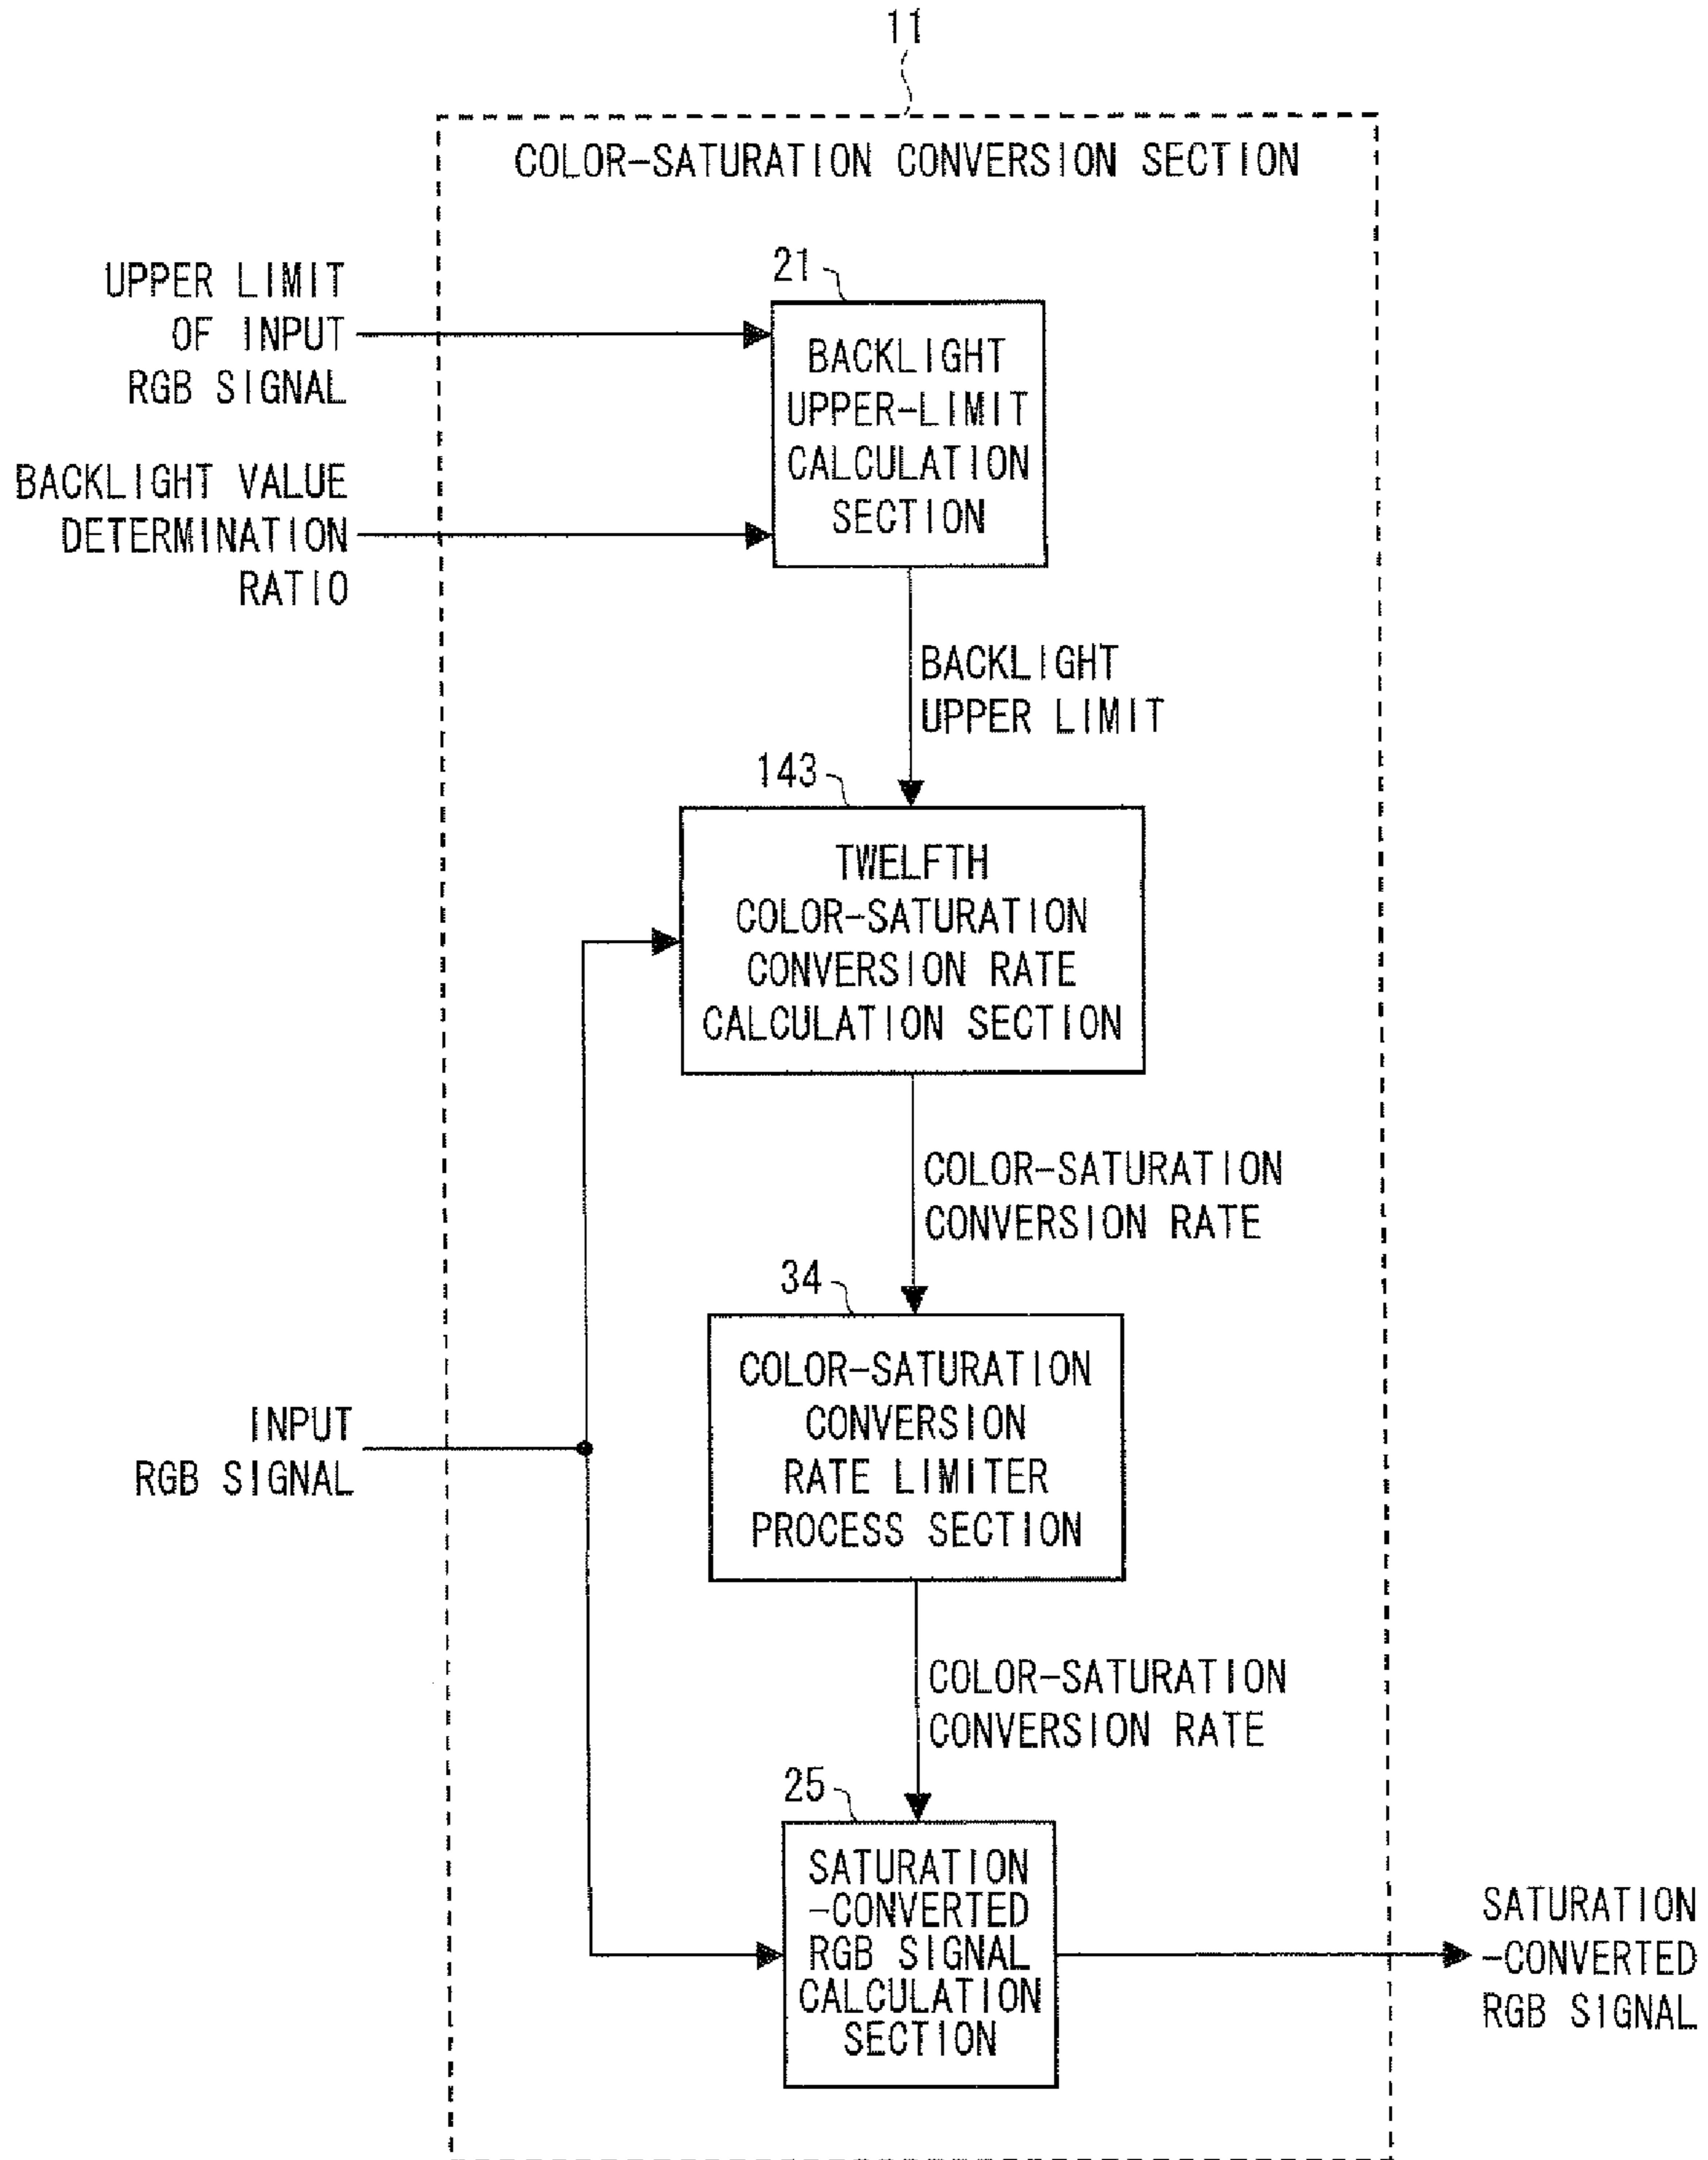 11
COLOR-SATURATION CONVERSION SECTION
UPPER LIMIT
OF INPUT
RGB SIGNAL
21
BACKLIGHT
UPPER-LIMIT
CALCULATION
SECTION
BACKLIGHT VALUE
DETERMINATION
RATIO
BACKLIGHT
UPPER LIMIT
143
TWELFTH
COLOR-SATURATION
CONVERSION RATE
CALCULATION SECTION
COLOR-SATURATION
CONVERSION RATE
34
COLOR-SATURATION
CONVERSION
RATE LIMITER
PROCESS SECTION
INPUT
RGB SIGNAL
COLOR-SATURATION
CONVERSION RATE
25
SATURATION
-CONVERTED
RGB SIGNAL
CALCULATION
SECTION
SATURATION
-CONVERTED
RGB SIGNAL